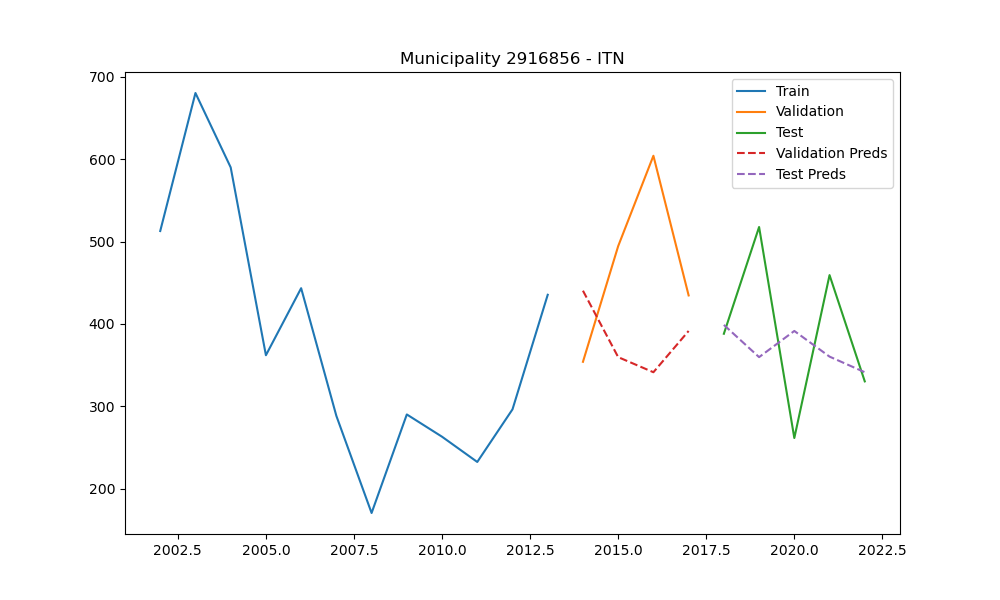 Municipality 2916856 - ITN
700
600
500
400
300
200
Train
Validation
Test
Validation Preds
Test Preds
2002.5 2005.0 2007.5 2010.0 2012.5 2015.0 2017.5 2020.0 2022.5